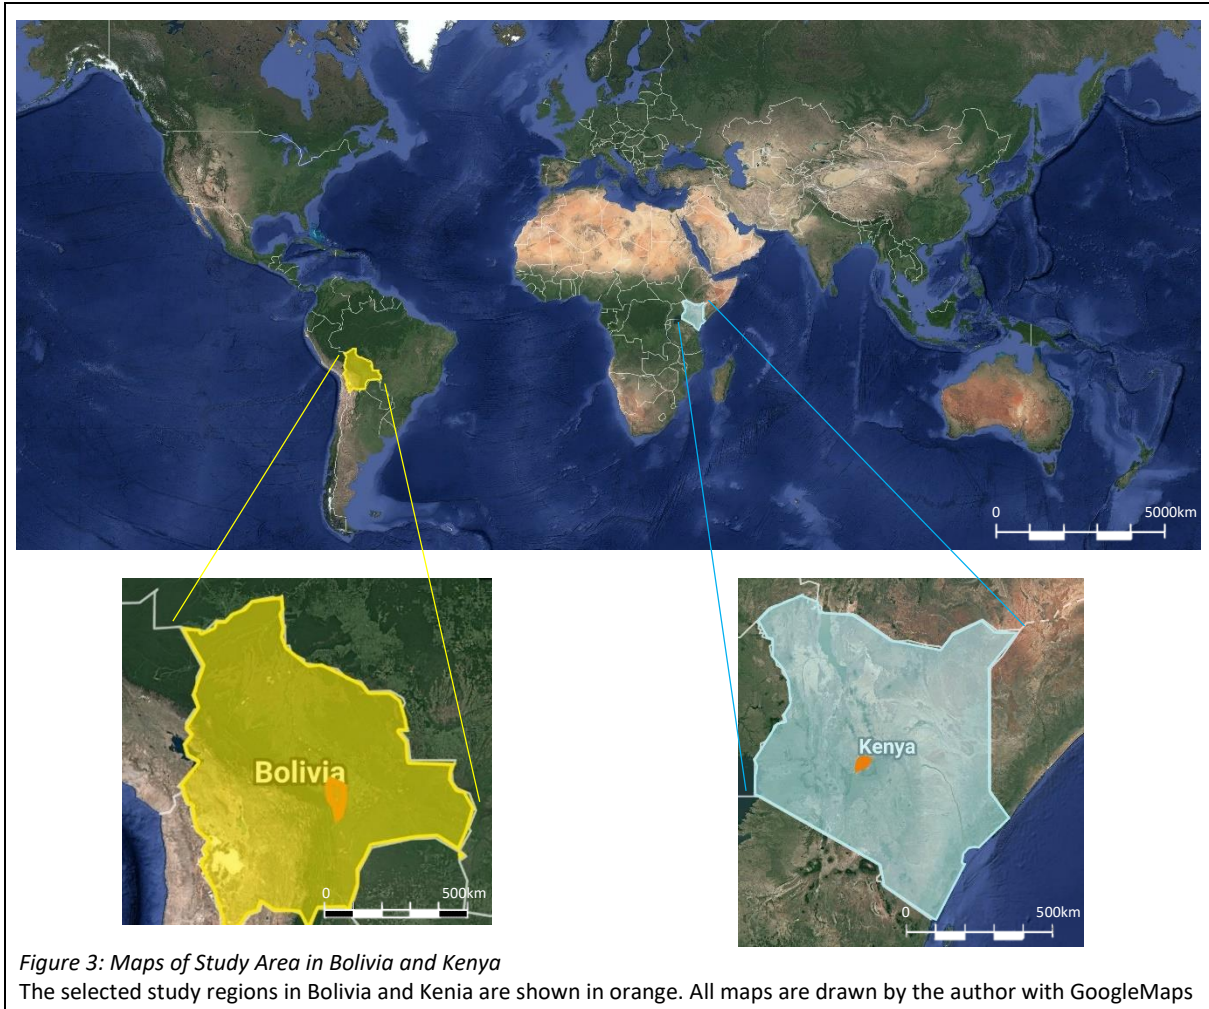 0 5000km
Bolivia
0 500km
Kenya
0 500km
Figure 3: Maps of Study Area in Bolivia and Kenya
The selected study regions in Bolivia and Kenia are shown in orange. All maps are drawn by the author with GoogleMaps